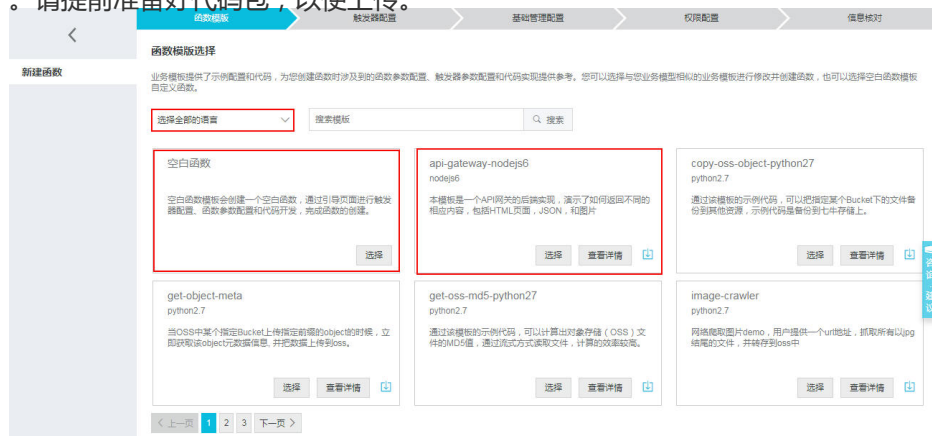 。请提前准备好代码包，以便上传。
函数模版
触发器配置
基础管理配置
权限配置
信息核对
新建函数
函数模版选择
业务模板提供了示例配置和代码，为您创建函数时涉及到的函数参数配置、触发器参数配置和代码实现提供参考。您可以选择与您业务模型相似的业务模板进行修改并创建函数，也可以选择空白函数模板
自定义函数。
选择全部的语言
搜索模版
搜索
空白函数
空白函数模板会创建一个空白函数，通过引导页面进行触发
器配置、函数参数配置和代码开发，完成函数的创建。
选择
api-gateway-nodejs6
nodejs6
本模板是一个API网关的后端实现，演示了如何返回不同的
相应内容，包括HTML页面，JSON，和图片
选择 查看详情
copy-oss-object-python27
python2.7
通过该模板的示例代码，可以把指定某个Bucket下的文件备
份到其他资源，示例代码是备份到七牛存储上。
选择 查看详情
get-object-meta
python2.7
当OSS中某个指定Bucket上传指定前缀的object的时候，立
即获取该object元数据信息, 并把数据上传到oss。
选择 查看详情
get-oss-md5-python27
python2.7
通过该模板的示例代码，可以计算出对象存储（OSS）文
件的MD5值，通过流式方式读取文件，计算的效率较高。
选择 查看详情
image-crawler
python2.7
网络爬取图片demo，用户提供一个url地址，抓取所有以jpg
结尾的文件，并转存到oss中
选择 查看详情
上一页 1 2 3 下一页